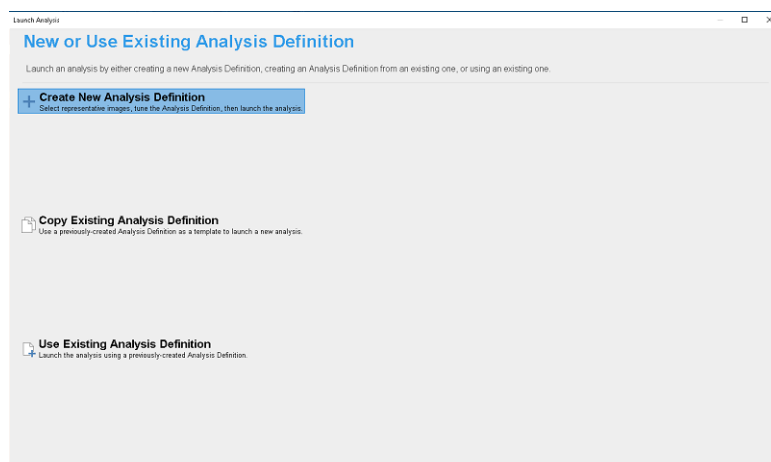 Launch Analysis
New or Use Existing Analysis Definition
Launch an analysis by either creating a new Analysis Definition, creating an Analysis Definition from an existing one, or using an existing one.
Create New Analysis Definition
Select representative images, tune the Analysis Definition, then launch the analysis.
Copy Existing Analysis Definition
Use a previously-created Analysis Definition as a template to launch a new analysis.
Use Existing Analysis Definition
Launch the analysis using a previously-created Analysis Definition.